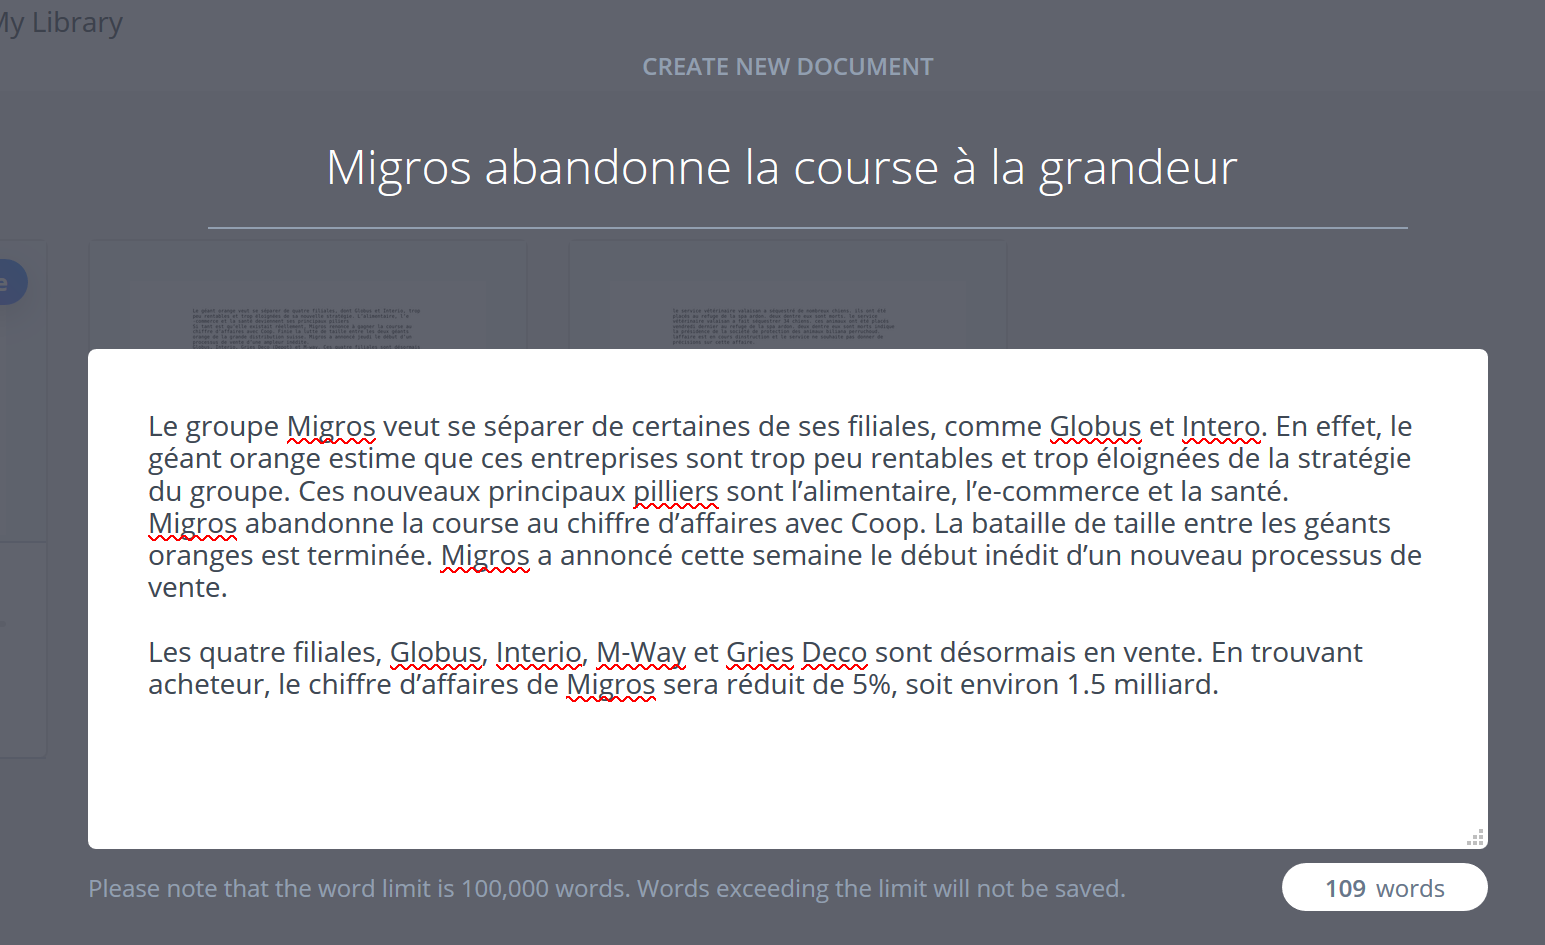 My Library
CREATE NEW DOCUMENT
Migros abandonne la course à la grandeur
e
Le groupe Migros veut se séparer de certaines de ses filiales, comme Globus et Intero. En effet, le
géant orange estime que ces entreprises sont trop peu rentables et trop éloignées de la stratégie
du groupe. Ces nouveaux principaux pilliers sont l’alimentaire, l’e-commerce et la santé.
Migros abandonne la course au chiffre d’affaires avec Coop. La bataille de taille entre les géants
oranges est terminée. Migros a annoncé cette semaine le début inédit d’un nouveau processus de
vente.
Les quatre filiales, Globus, Interio, M-Way et Gries Deco sont désormais en vente. En trouvant
acheteur, le chiffre d’affaires de Migros sera réduit de 5%, soit environ 1.5 milliard.
Please note that the word limit is 100,000 words. Words exceeding the limit will not be saved.
109 words